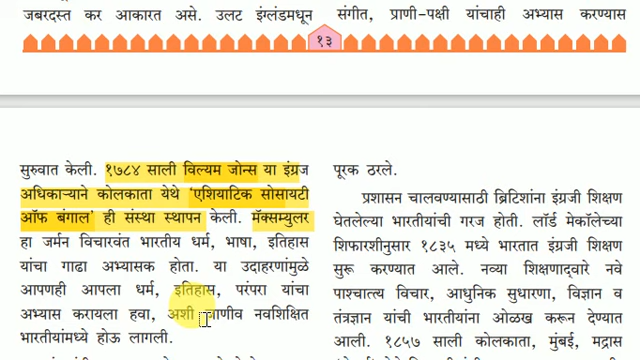 जबरदस्त कर आकारत असे. उलट इंग्लंडमधून
संगीत, प्राणी-पक्षी यांचाही अभ्यास करण्यास
१३
सुरुवात केली. १७८४ साली विल्यम जोन्स या इंग्रज
अधिकाऱ्याने कोलकाता येथे ‘एशियाटिक सोसायटी
ऑफ बंगाल’ ही संस्था स्थापन केली. मॅक्सम्युलर
हा जर्मन विचारवंत भारतीय धर्म, भाषा, इतिहास
यांचा गाढा अभ्यासक होता. या उदाहरणांमुळे
आपणही आपला धर्म, इतिहास, परंपरा यांचा
अभ्यास करायला हवा, अशी जाणीव नवशिक्षित
भारतीयांमध्ये होऊ लागली.
पूरक ठरले.
प्रशासन चालवण्यासाठी ब्रिटिशांना इंग्रजी शिक्षण
घेतलेल्या भारतीयांची गरज होती. लॉर्ड मेकॉलेच्या
शिफारशीनुसार १८३५ मध्ये भारतात इंग्रजी शिक्षण
सुरू करण्यात आले. नव्या शिक्षणाद्वारे नवे
पाश्चात्त्य विचार, आधुनिक सुधारणा, विज्ञान व
तंत्रज्ञान यांची भारतीयांना ओळख करून देण्यात
आली. १८५७ साली कोलकाता, मुंबई, मद्रास